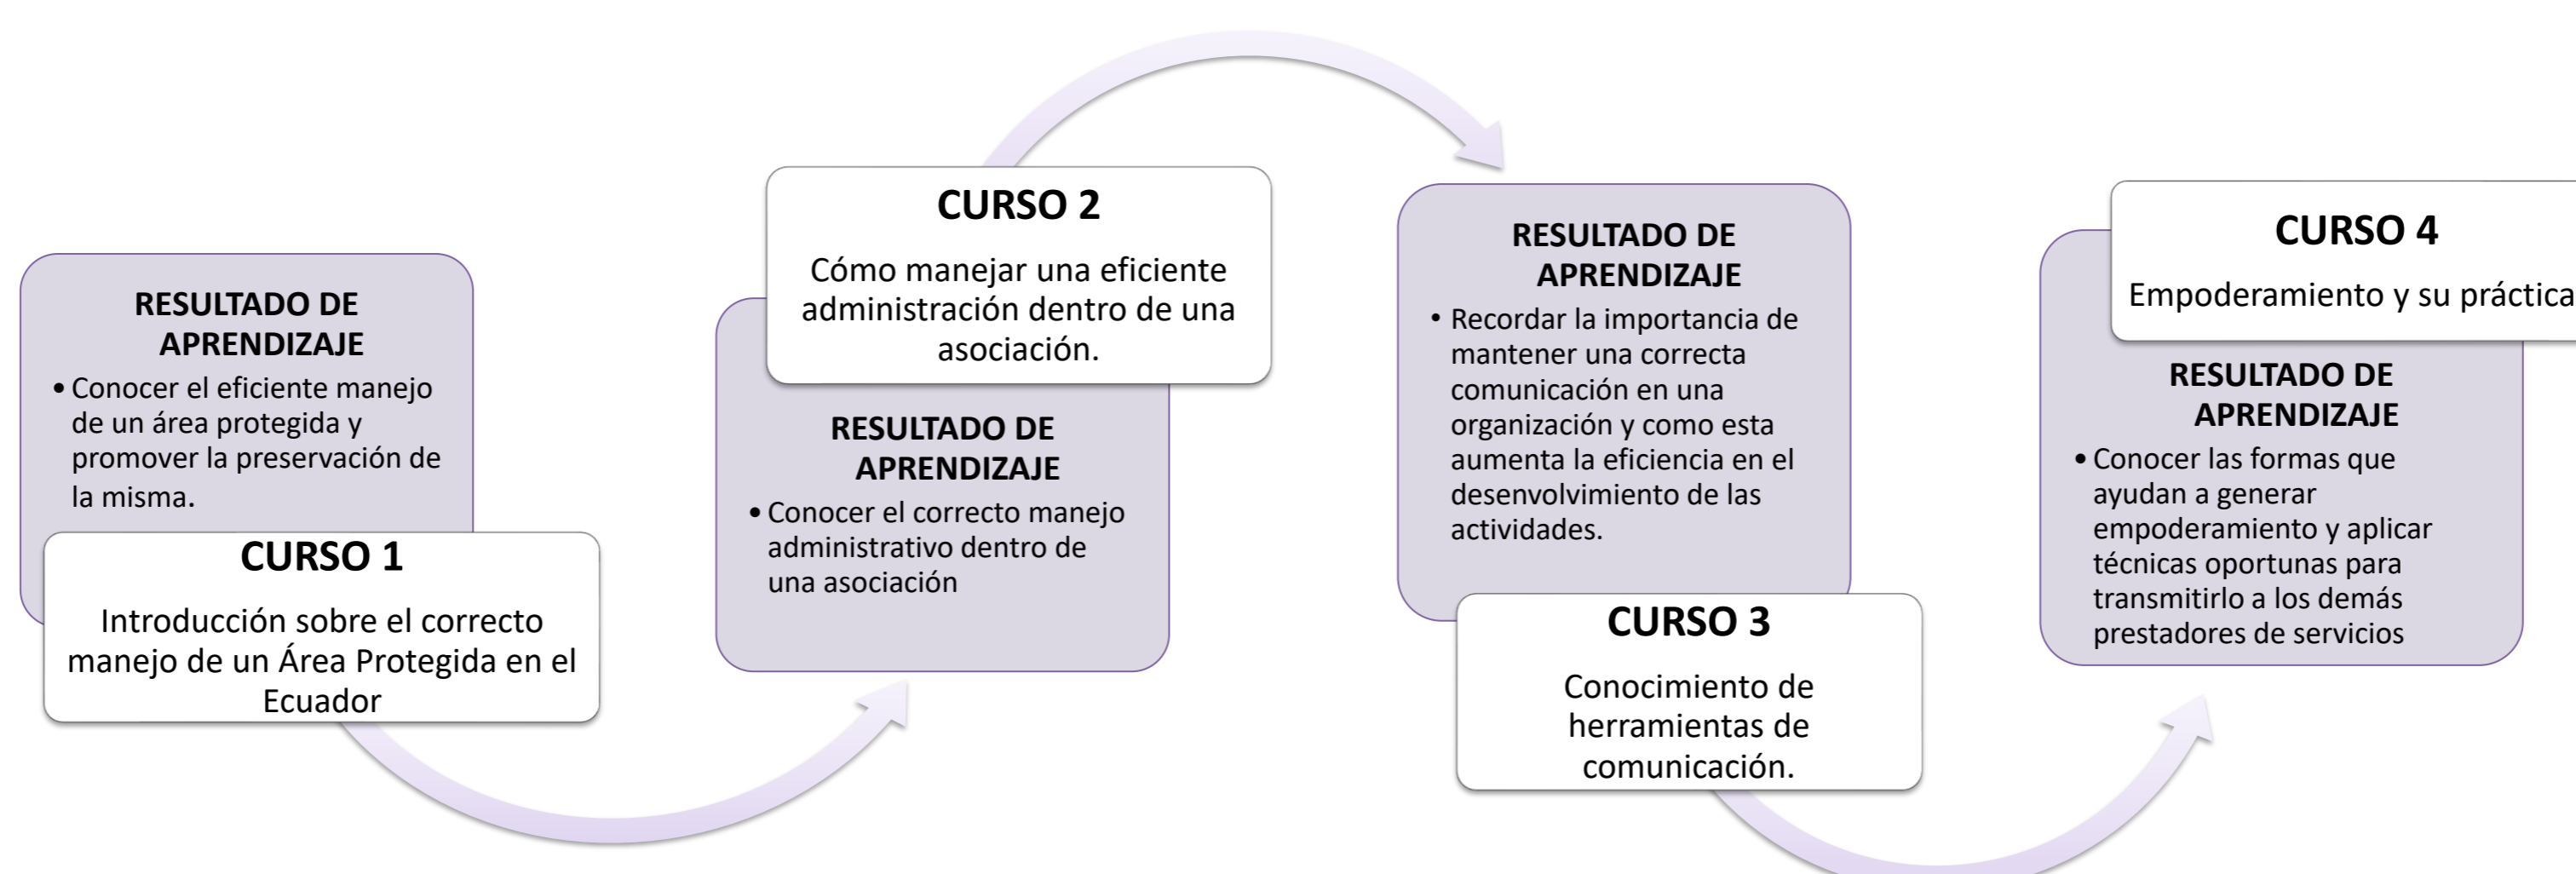 RESULTADO DE
APRENDIZAJE
• Conocer el eficiente manejo
de un área protegida y
promover la preservación de
la misma.
CURSO 1
Introducción sobre el correcto
manejo de un Área Protegida en el
Ecuador
CURSO 2
Cómo manejar una eficiente
administración dentro de una
asociación.
RESULTADO DE
APRENDIZAJE
• Conocer el correcto manejo
administrativo dentro de
una asociación
RESULTADO DE
APRENDIZAJE
• Recordar la importancia de
mantener una correcta
comunicación en una
organización y como esta
aumenta la eficiencia en el
desenvolvimiento de las
actividades.
CURSO 3
Conocimiento de
herramientas de
comunicación.
CURSO 4
Empoderamiento y su práctica
RESULTADO DE
APRENDIZAJE
• Conocer las formas que
ayudan a generar
empoderamiento y aplicar
técnicas oportunas para
transmitirlo a los demás
prestadores de servicios